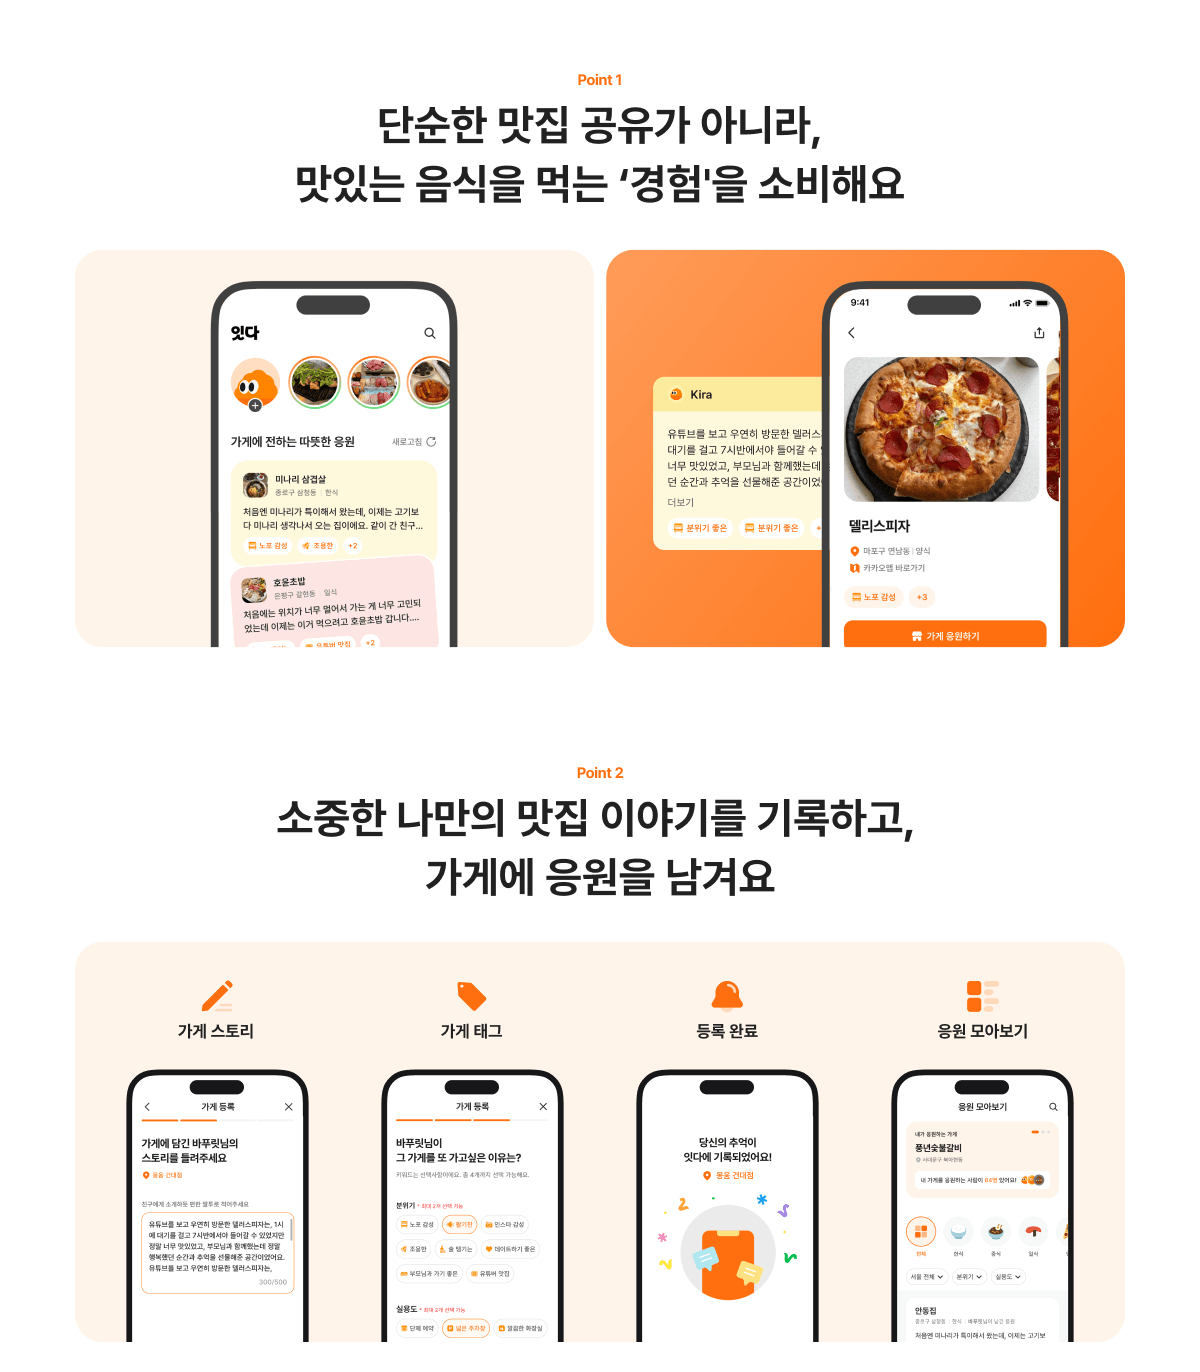 Point 1
단순한 맛집 공유가 아니라,
맛있는 음식을 먹는 ‘경험'을 소비해요
잇다
가게에 전하는 따뜻한 응원
새로고침
미나리 삼겹살
종로구 삼청동 | 한식
처음엔 미나리가 특이해서 왔는데, 이제는 고기보
다 미나리 생각나서 오는 집이에요. 같이 간 친구...
노포 감성
조용한
+2
호윤초밥
은평구 갈현동 | 일식
처음에는 위치가 너무 멀어서 가는 게 너무 고민되
었는데 이제는 이거 먹으려고 호윤초밥 갑니다....
유튜버 맛집
+2
Kira
유튜브를 보고 우연히 방문한 델러스
대기를 걸고 7시반에서야 들어갈 수
너무 맛있었고, 부모님과 함께했는데
던 순간과 추억을 선물해준 공간이었
더보기
분위기 좋은
분위기 좋은
9:41
델리스피자
마포구 연남동 | 양식
카카오맵 바로가기
노포 감성
+3
가게 응원하기
Point 2
소중한 나만의 맛집 이야기를 기록하고,
가게에 응원을 남겨요
가게 스토리
가게 태그
등록 완료
응원 모아보기
가게 등록
가게에 담긴 바푸릿님의
스토리를 들려주세요
몽움 건대점
친구에게 소개하듯 편한 말투로 적어주세요
유튜브를 보고 우연히 방문한 델러스피자는, 1시
에 대기를 걸고 7시반에서야 들어갈 수 있었지만
정말 너무 맛있었고, 부모님과 함께했는데 정말
행복했던 순간과 추억을 선물해준 공간이었어요.
유튜브를 보고 우연히 방문한 델러스피자는,
300/500
가게 등록
바푸릿님이
그 가게를 또 가고싶은 이유는?
키워드는 선택사항이에요. 총 4개까지 선택 가능해요.
분위기 * 최대 2개 선택 가능
노포 감성
활기찬
인스타 감성
조용한
술 땡기는
데이트하기 좋은
부모님과 가기 좋은
유튜버 맛집
실용도 * 최대 2개 선택 가능
단체 예약
넓은 주차장
깔끔한 화장실
당신의 추억이
잇다에 기록되었어요!
몽움 건대점
응원 모아보기
내가 응원하는 가게
풍년숯불갈비
서대문구 북아현동
내 가게를 응원하는 사람이 84명 있어요!
전체
한식
중식
일식
서울 전체
분위기
실용도
안동집
종로구 삼청동 | 한식 | 바푸릿님이 남긴 응원
처음엔 미나리가 특이해서 왔는데, 이제는 고기보